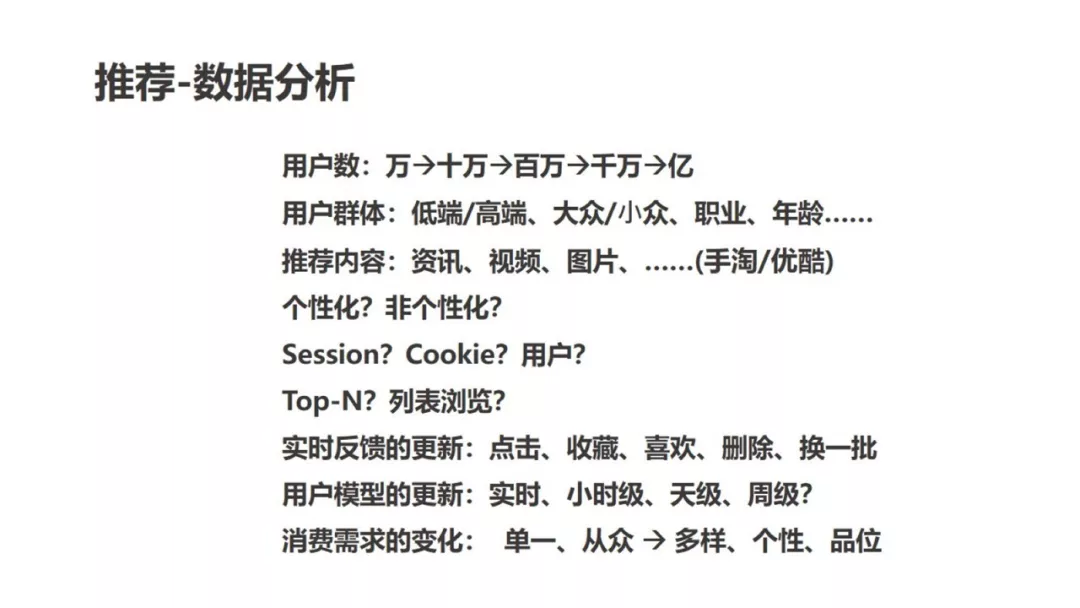 推荐-数据分析
用户数：万→十万→百万→千万→亿
用户群体：低端/高端、大众/小众、职业、年龄......
推荐内容：资讯、视频、图片、......(手淘/优酷)
个性化？非个性化？
Session？Cookie？用户？
Top-N？列表浏览？
实时反馈的更新：点击、收藏、喜欢、删除、换一批
用户模型的更新：实时、小时级、天级、周级？
消费需求的变化： 单一、从众 → 多样、个性、品位